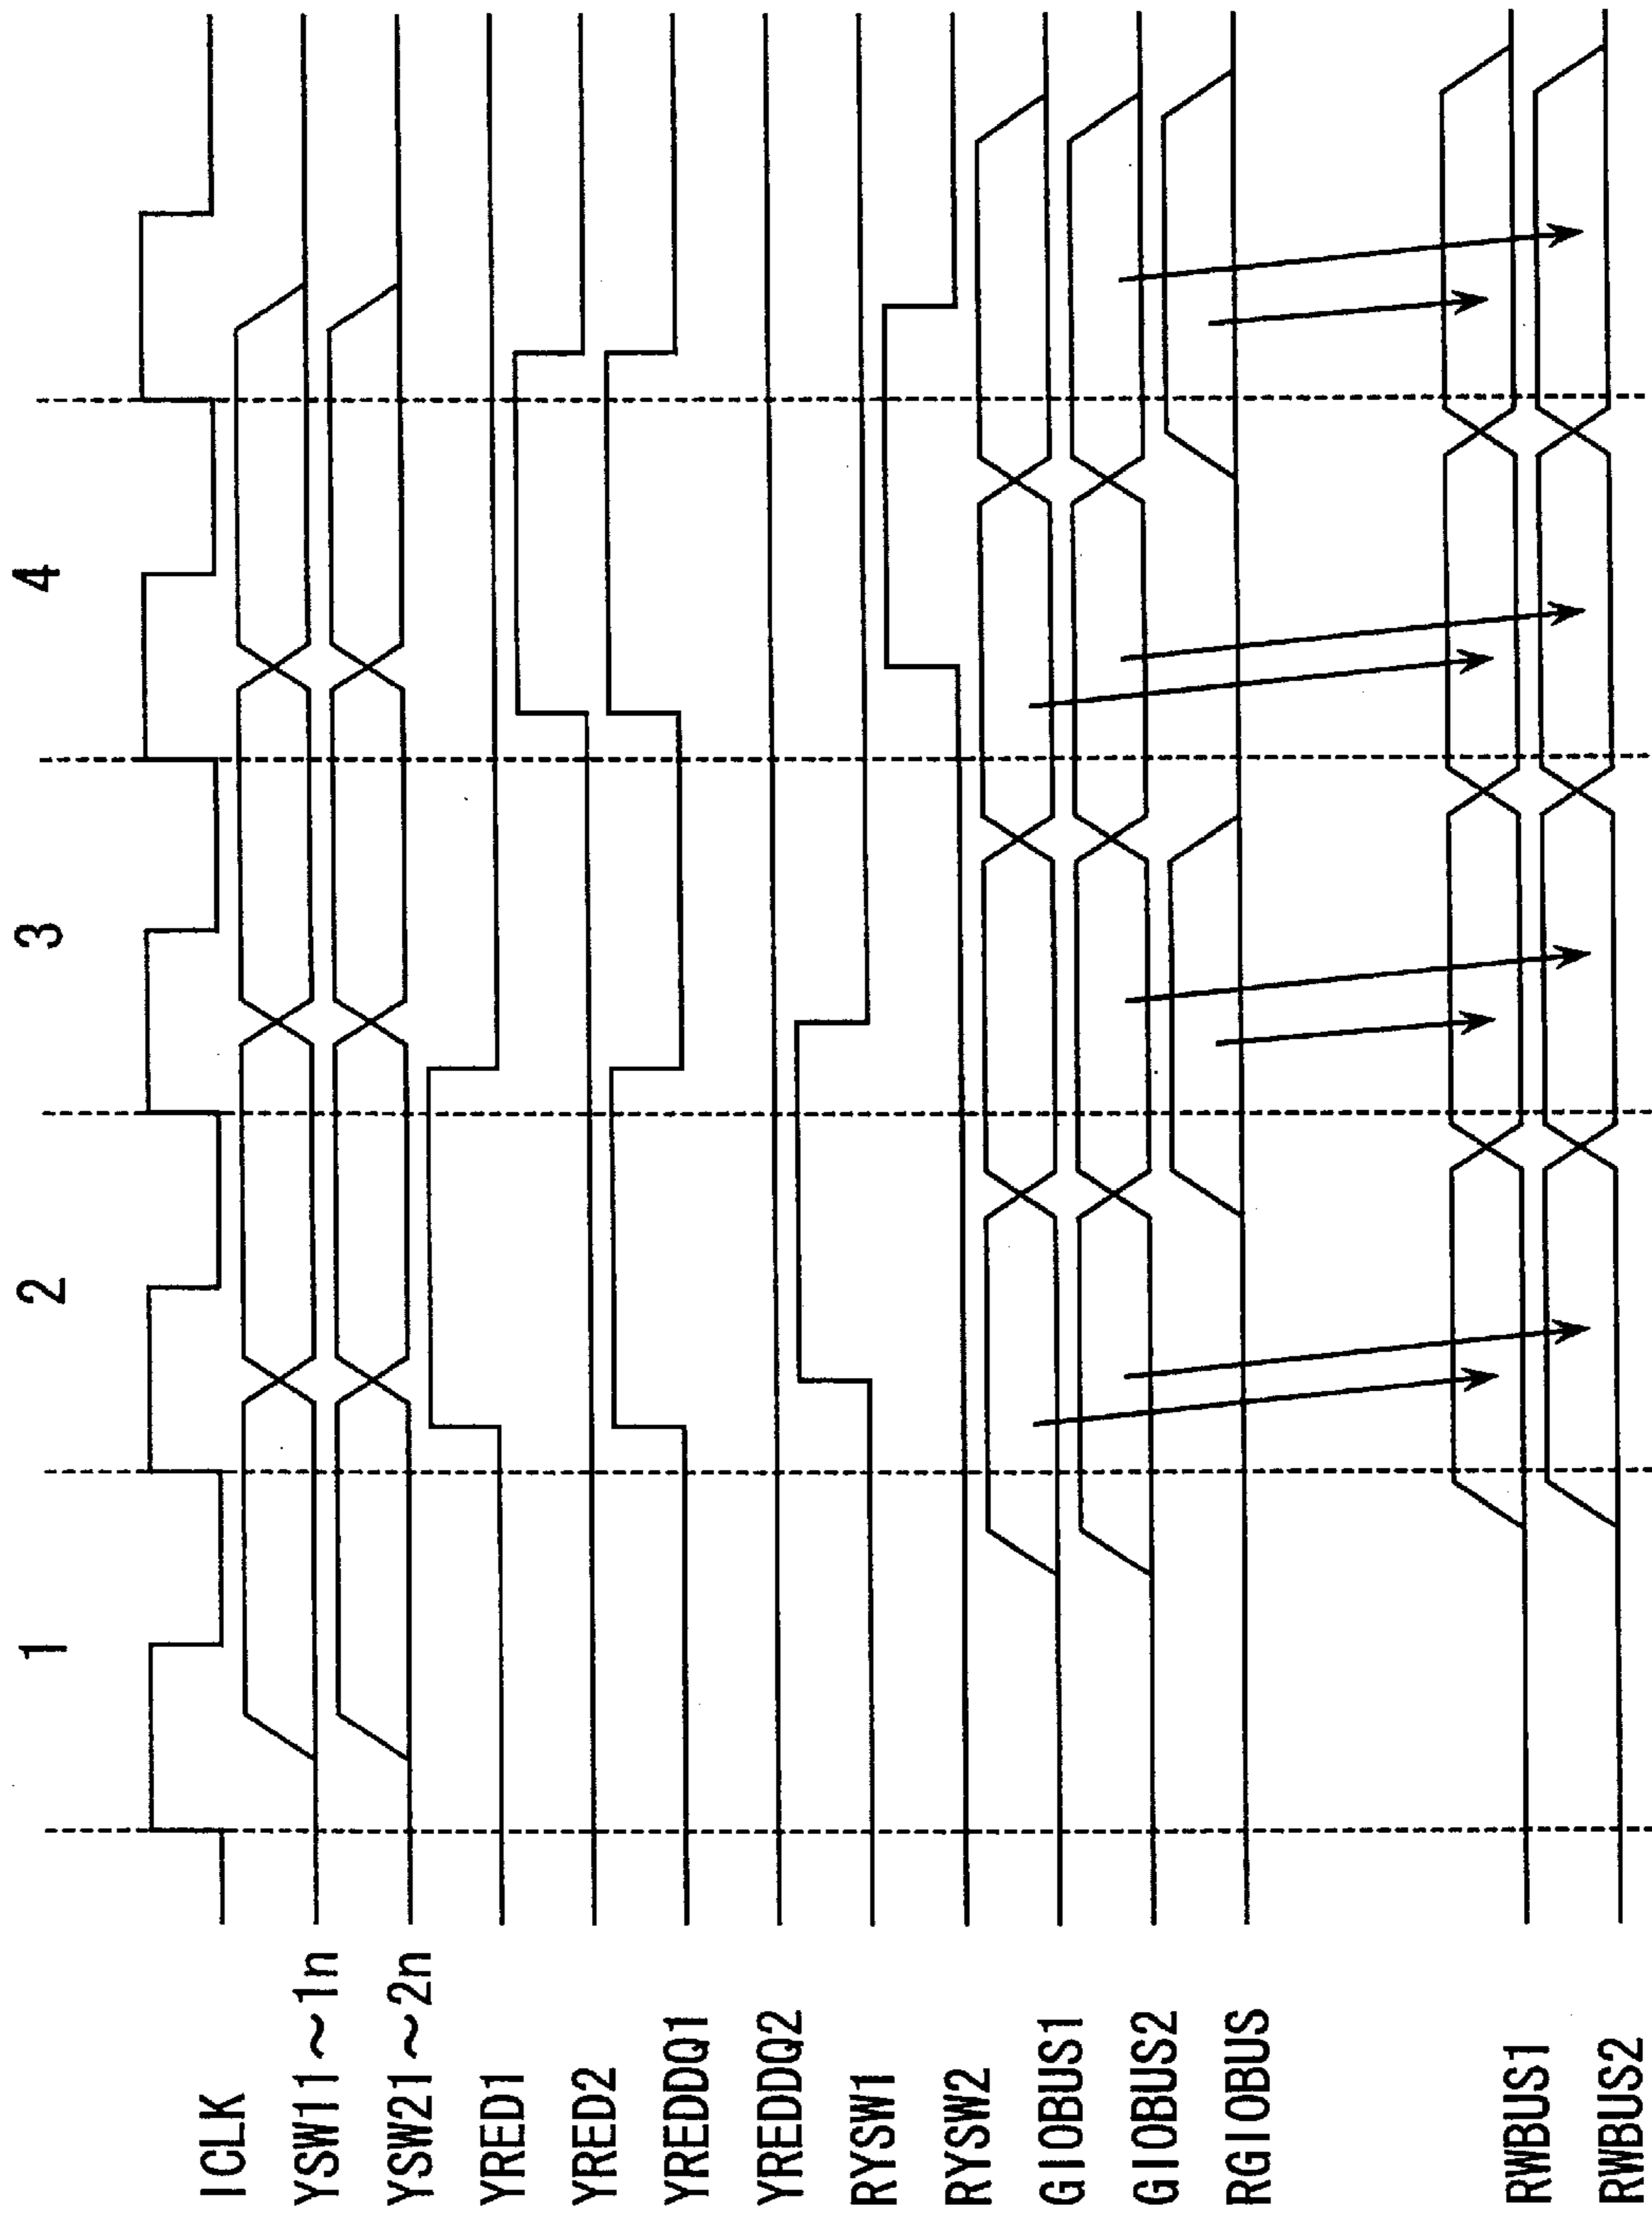 1 2 3 4
ICLK
YSW11~1n
YSW21~2n
YRED1
YRED2
YREDDQ1
YREDDQ2
RYSW1
RYSW2
GIOBUS1
GIOBUS2
RGIOBUS
RWBUS1
RWBUS2